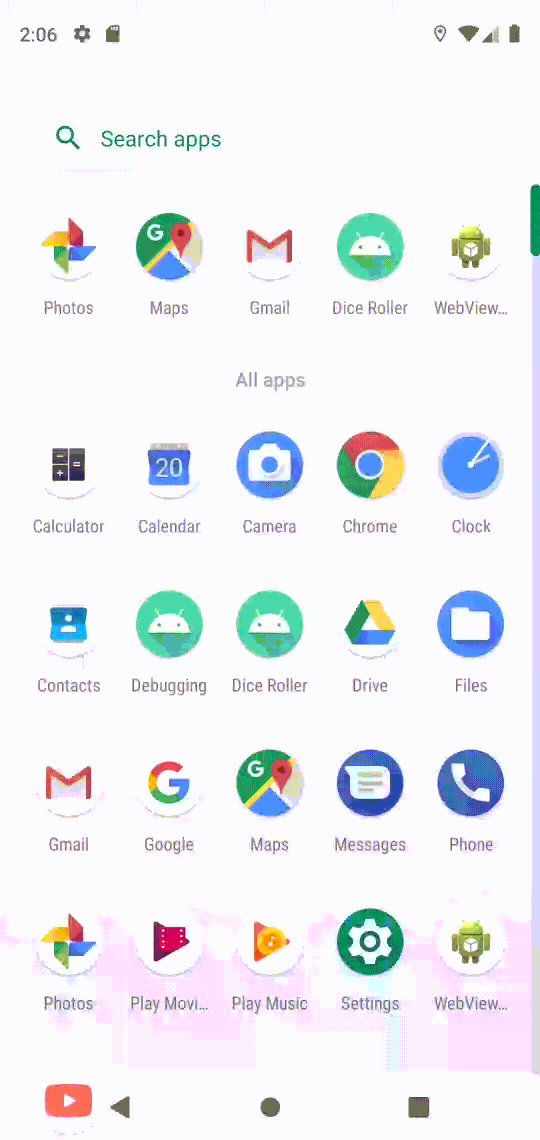 2:06
Search apps
Photos Maps Gmail Dice Roller WebView...
All apps
20
Calculator Calendar Camera Chrome Clock
Contacts Debugging Dice Roller Drive Files
Gmail Google Maps Messages Phone
Photos Play Movi... Play Music Settings WebView...